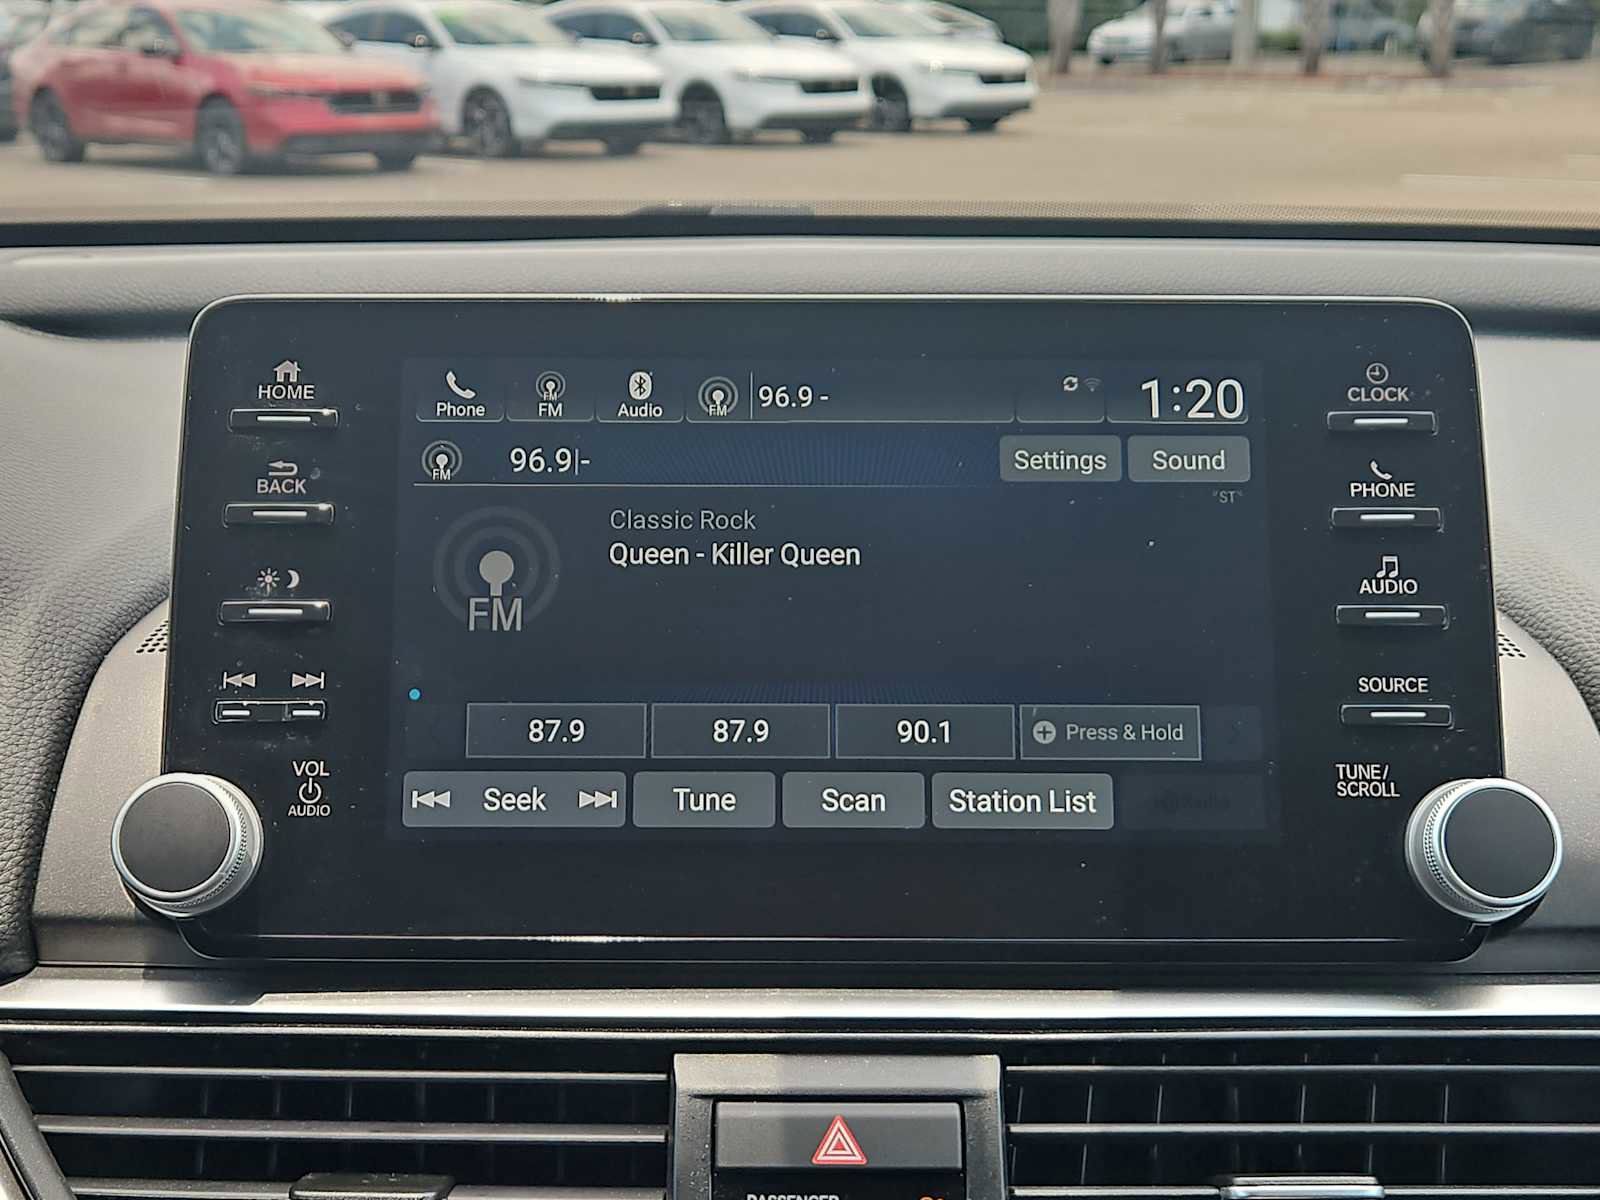 HOME
BACK
VOL
AUDIO
Phone
FM
FM
Audio
FM
96.9 -
1:20
FM
96.9|-
Settings
Sound
"ST"
Classic Rock
Queen - Killer Queen
FM
87.9
87.9
90.1
Press & Hold
Seek
Tune
Scan
Station List
CLOCK
PHONE
AUDIO
SOURCE
TUNE/
SCROLL
PASSENGER